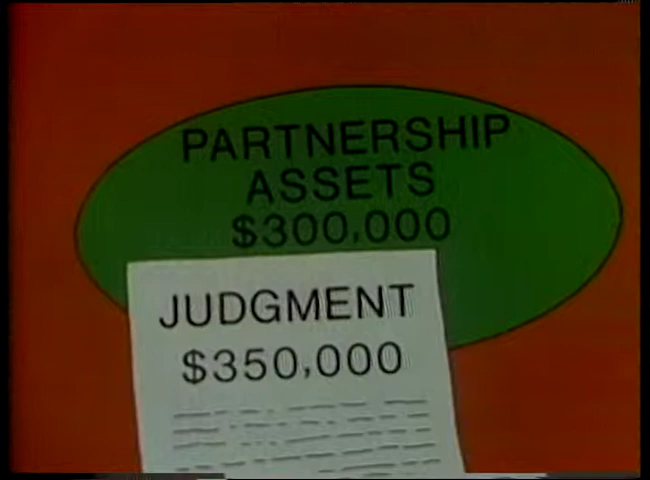 PARTNERSHIP
ASSETS
$300,000
JUDGMENT
$350,000